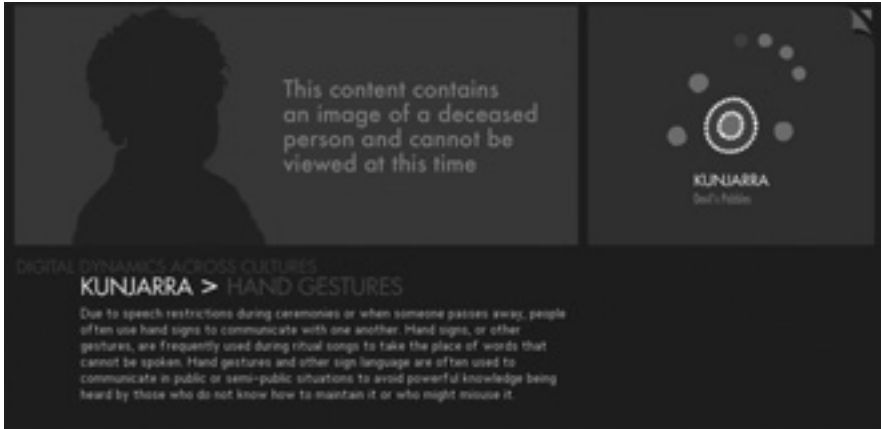 This content contains
an image of a deceased
person and cannot be
viewed at this time
KUNJARRA
Devil's Pebbles
DIGITAL DYNAMICS ACROSS CULTURES
KUNJARRA > HAND GESTURES
Due to speech restrictions during ceremonies or when someone passes away, people
often use hand signs to communicate with one another. Hand signs, or other
gestures, are frequently used during ritual songs to take the place of words that
cannot be spoken. Hand gestures and other sign language are often used to
communicate in public or semi-public situations to avoid powerful knowledge being
heard by those who do not know how to maintain it or who might misuse it.